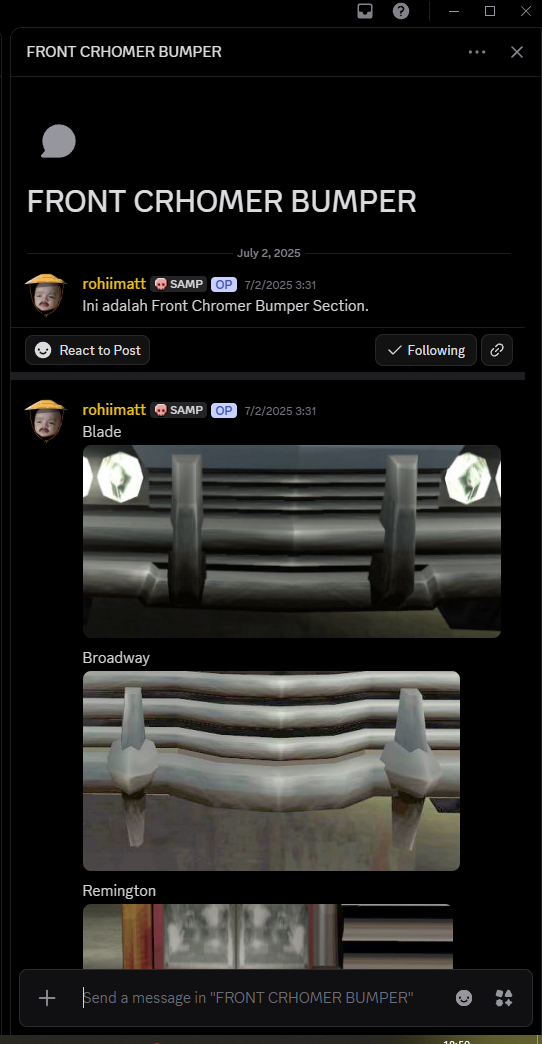 FRONT CRHOMER BUMPER
FRONT CRHOMER BUMPER
July 2, 2025
rohiimatt SAMP OP 7/2/2025 3:31
Ini adalah Front Chromer Bumper Section.
React to Post
Following
rohiimatt SAMP OP 7/2/2025 3:31
Blade
Broadway
Remington
Send a message in "FRONT CRHOMER BUMPER"